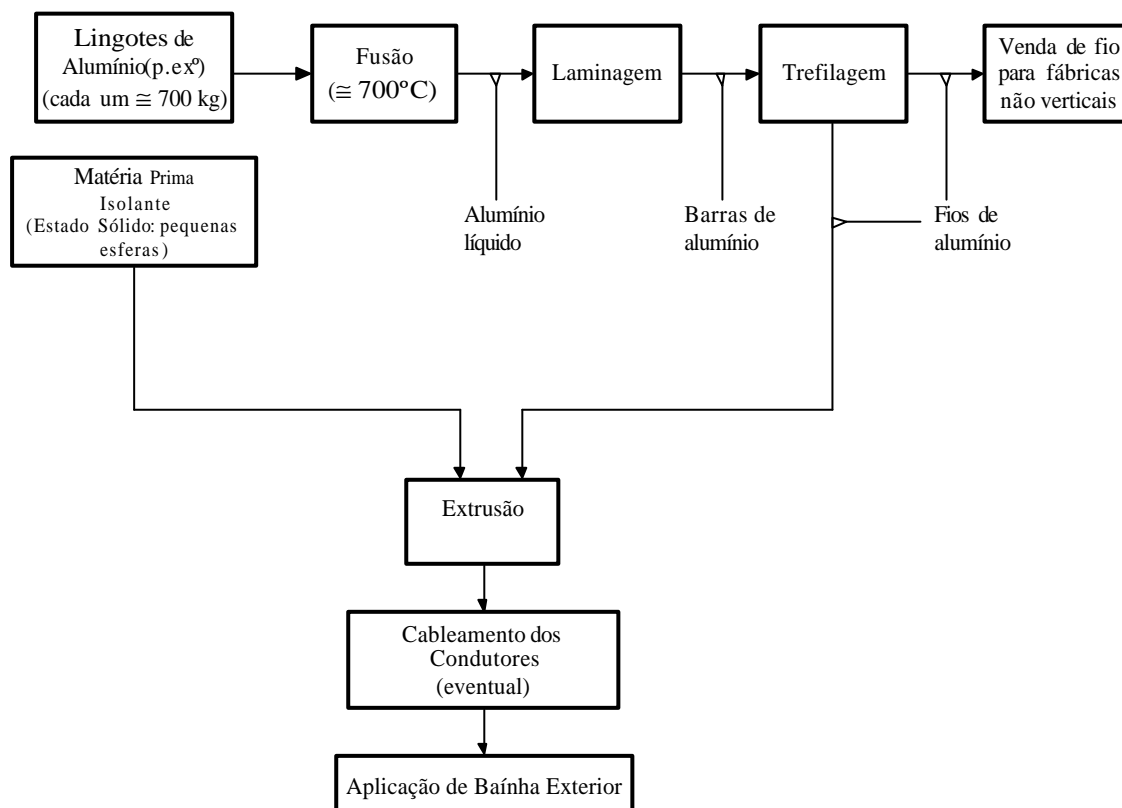 Lingotes de
Alumínio(p.exº)
(cada um ≅ 700 kg)
Fusão
(≅ 700ºC)
Laminagem
Trefilagem
Venda de fio
para fábricas
não verticais
Matéria Prima
Isolante
(Estado Sólido: pequenas
esferas)
Alumínio
líquido
Barras de
alumínio
Fios de
alumínio
Extrusão
Cableamento dos
Condutores
(eventual)
Aplicação de Baínha Exterior